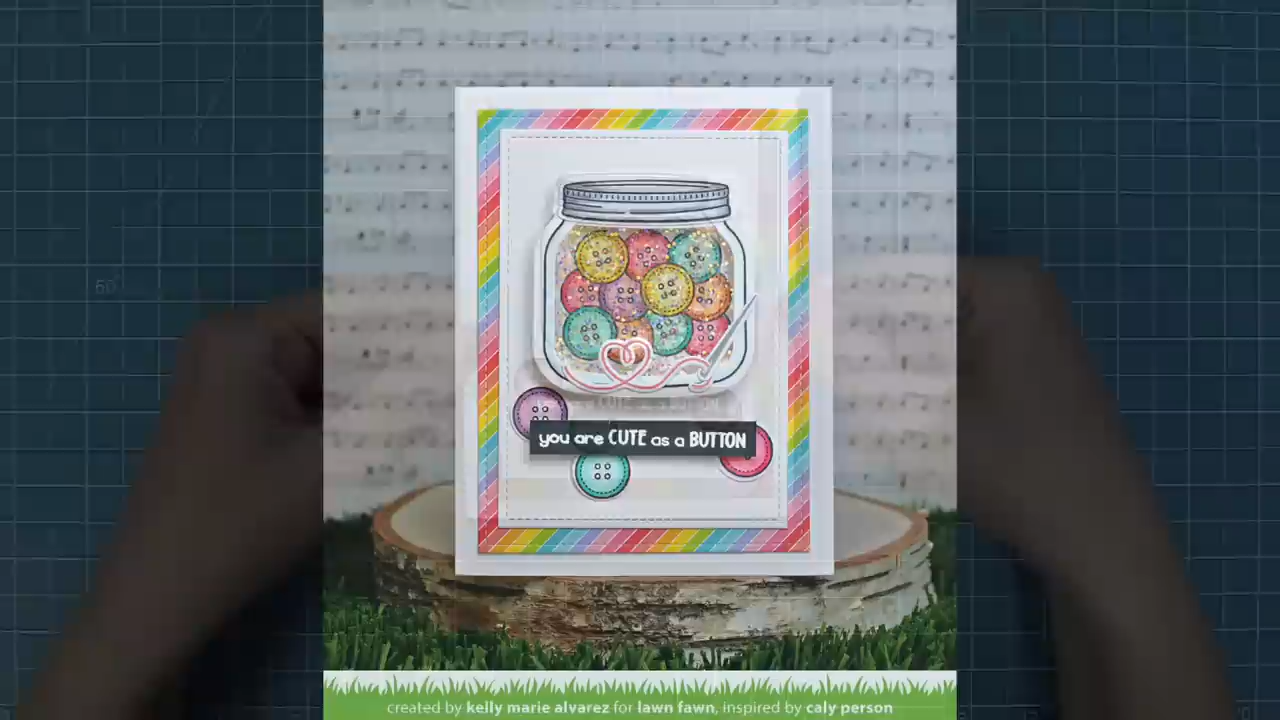 you are CUTE as a BUTTON
created by kelly marie alvarez for lawn fawn, inspired by caly person